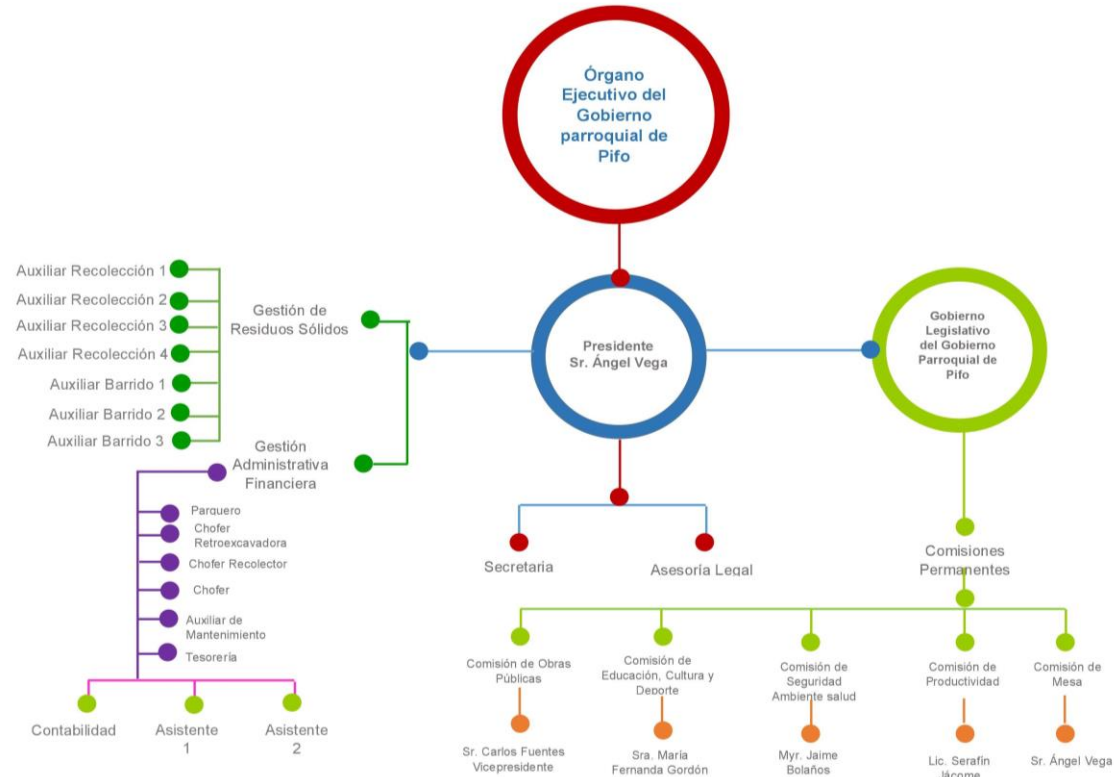 Órgano
Ejecutivo del
Gobierno
parroquial de
Pifo
Presidente
Sr. Ángel Vega
Gobierno
Legislativo
del Gobierno
Parroquial de
Pifo
Gestión de
Residuos Sólidos
Auxiliar Recolección 1
Auxiliar Recolección 2
Auxiliar Recolección 3
Auxiliar Recolección 4
Auxiliar Barrido 1
Auxiliar Barrido 2
Auxiliar Barrido 3
Gestión
Administrativa
Financiera
Parquero
Chofer
Retroexcavadora
Chofer Recolector
Chofer
Auxiliar de
Mantenimiento
Tesorería
Contabilidad
Asistente
1
Asistente
2
Secretaria
Asesoría Legal
Comisiones
Permanentes
Comisión de Obras
Públicas
Comisión de
Educación, Cultura y
Deporte
Comisión de
Seguridad
Ambiente salud
Comisión de
Productividad
Comisión de
Mesa
Sr. Carlos Fuentes
Vicepresidente
Sra. María
Fernanda Gordón
Myr. Jaime
Bolaños
Lic. Serafín
Jácome
Sr. Ángel Vega